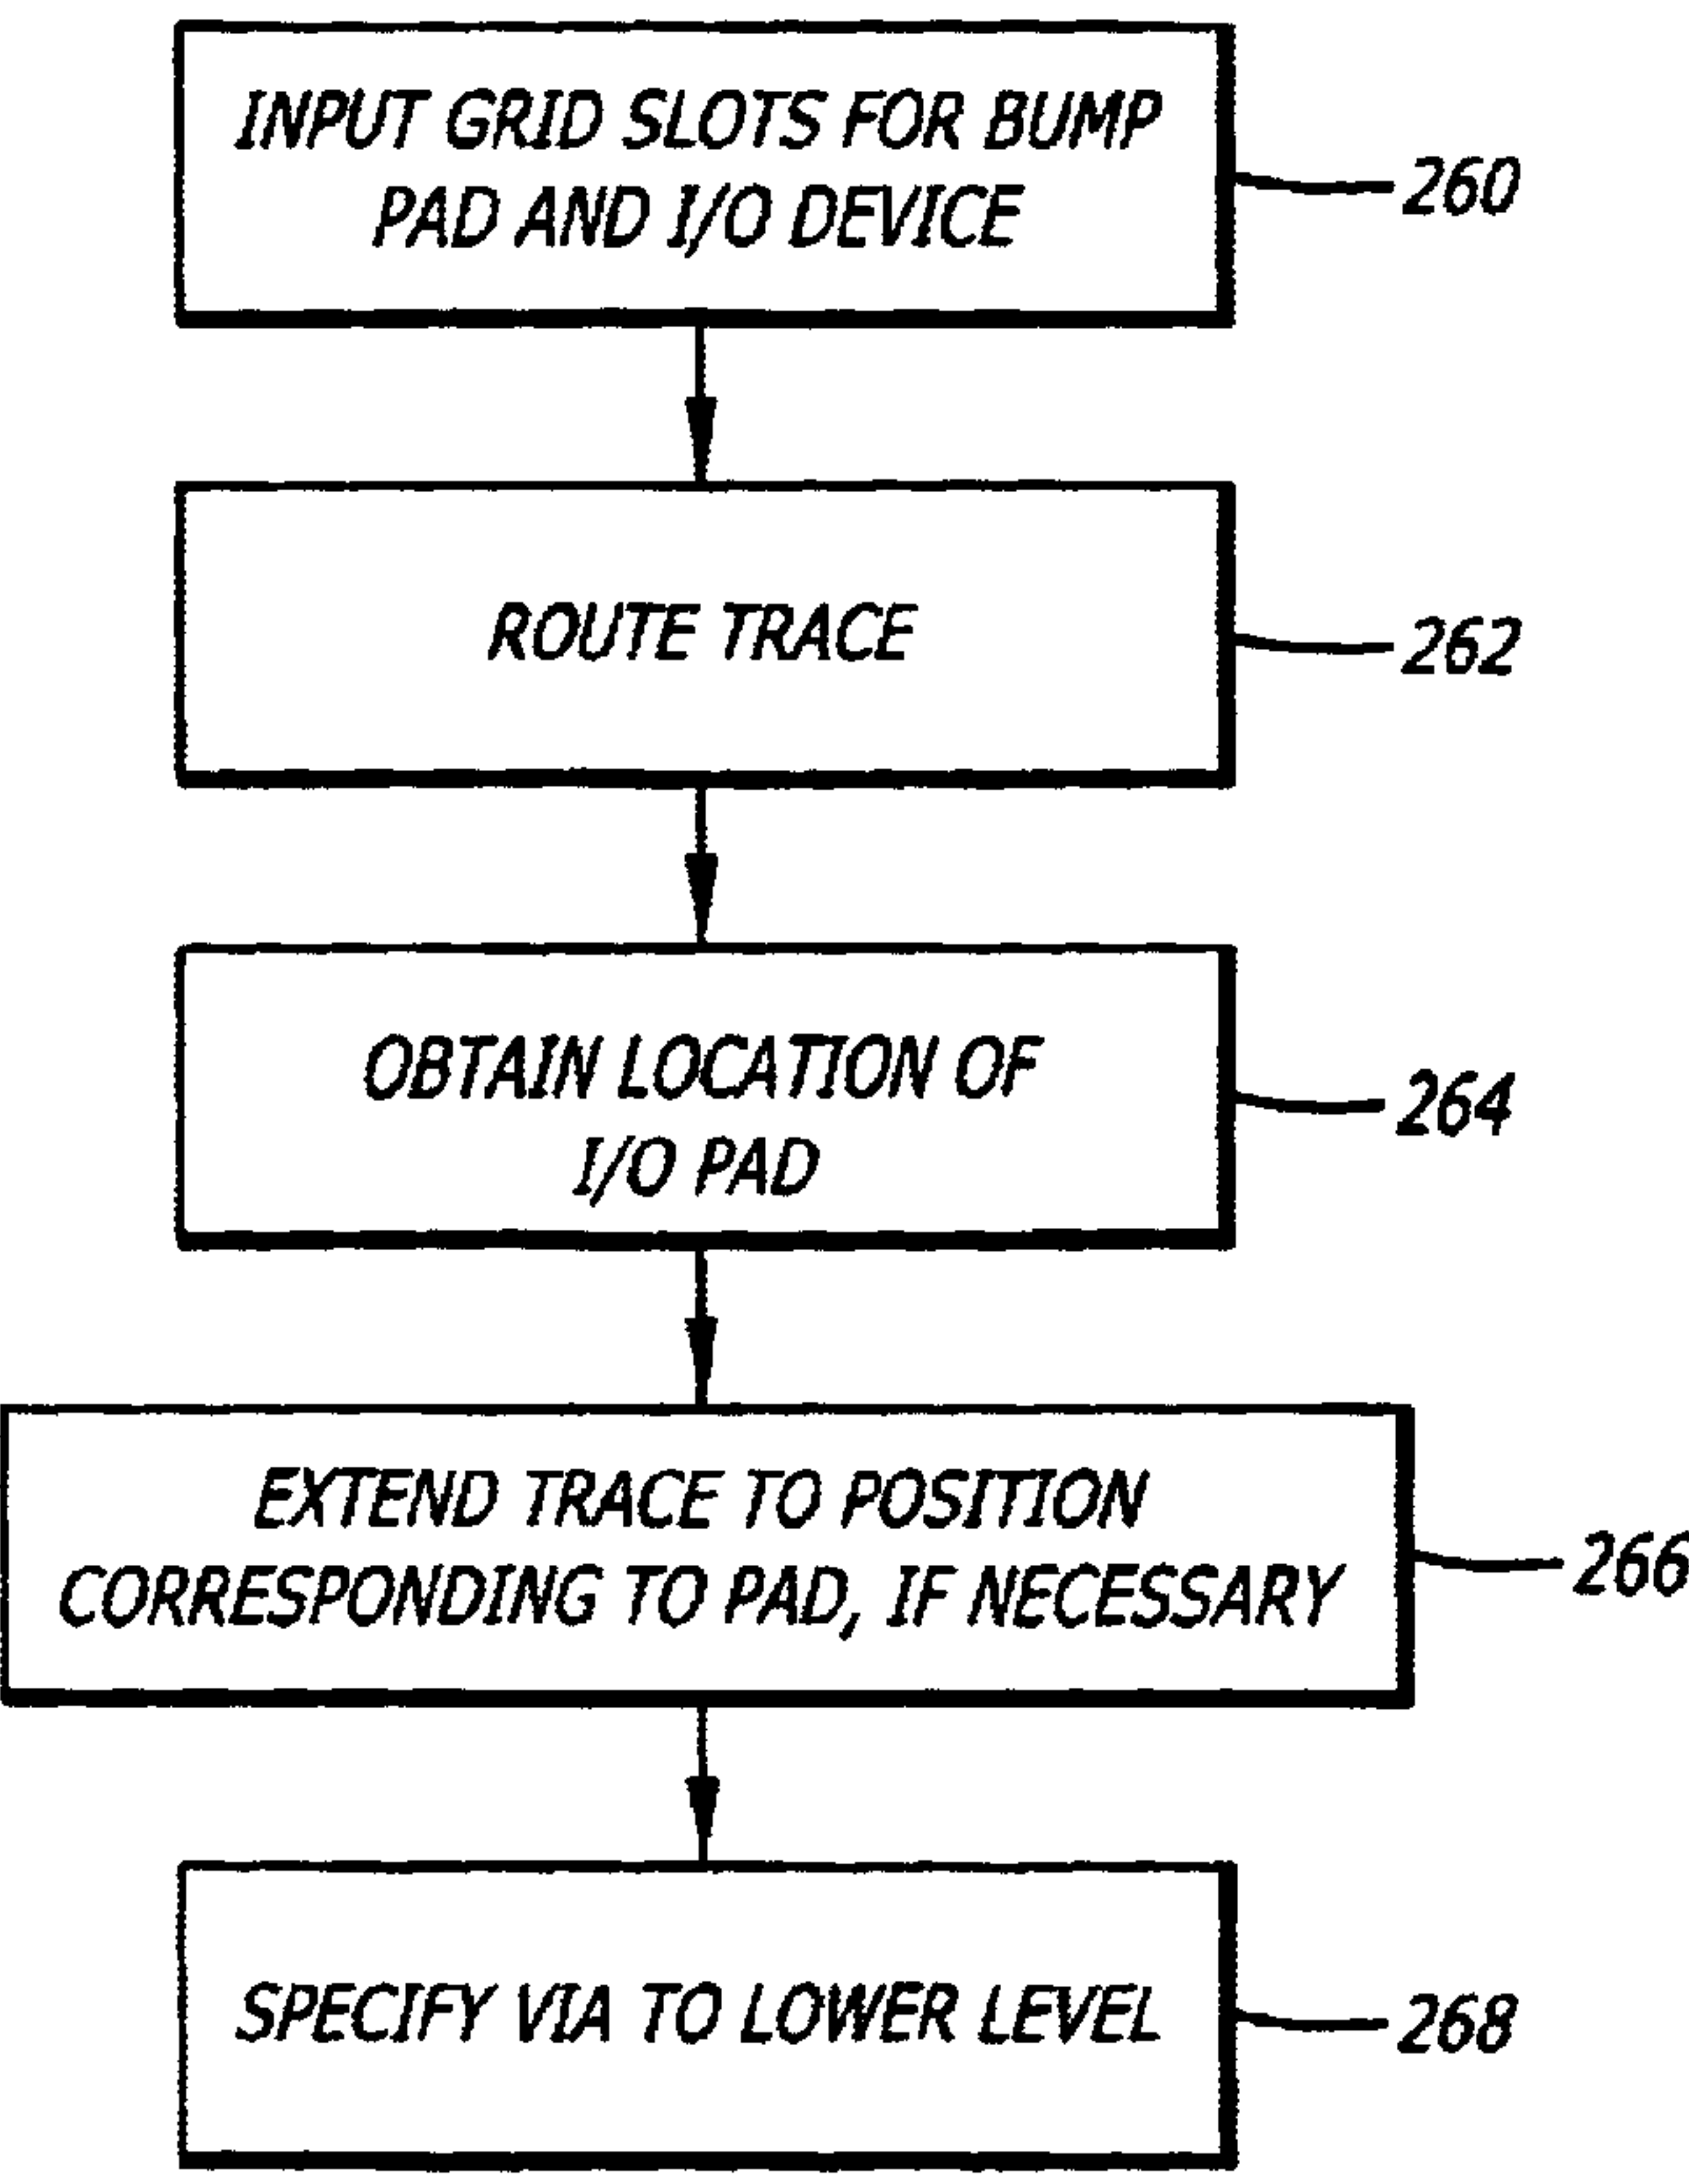 INPUT GRID SLOTS FOR BUMP
PAD AND I/O DEVICE
260
ROUTE TRACE
262
OBTAIN LOCATION OF
I/O PAD
264
EXTEND TRACE TO POSITION
CORRESPONDING TO PAD, IF NECESSARY
266
SPECIFY VIA TO LOWER LEVEL
268